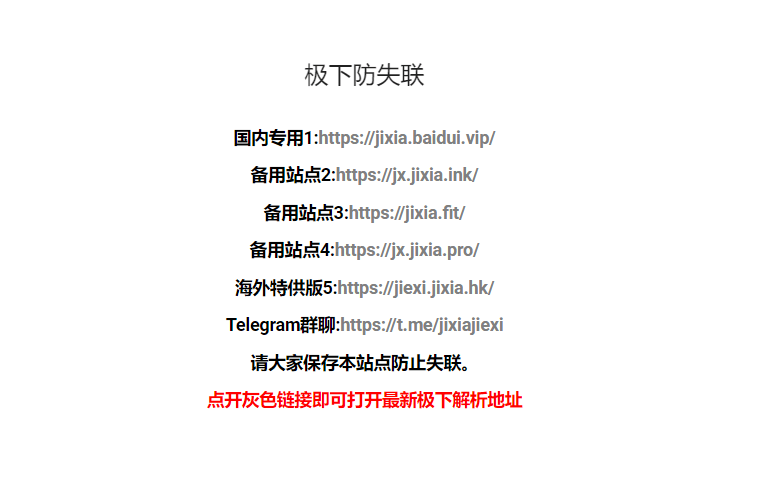 极下防失联
国内专用1:https://jixia.baidui.vip/
备用站点2:https://jx.jixia.ink/
备用站点3:https://jixia.fit/
备用站点4:https://jx.jixia.pro/
海外特供版5:https://jiexi.jixia.hk/
Telegram群聊:https://t.me/jixiajiexi
请大家保存本站点防止失联。
点开灰色链接即可打开最新极下解析地址